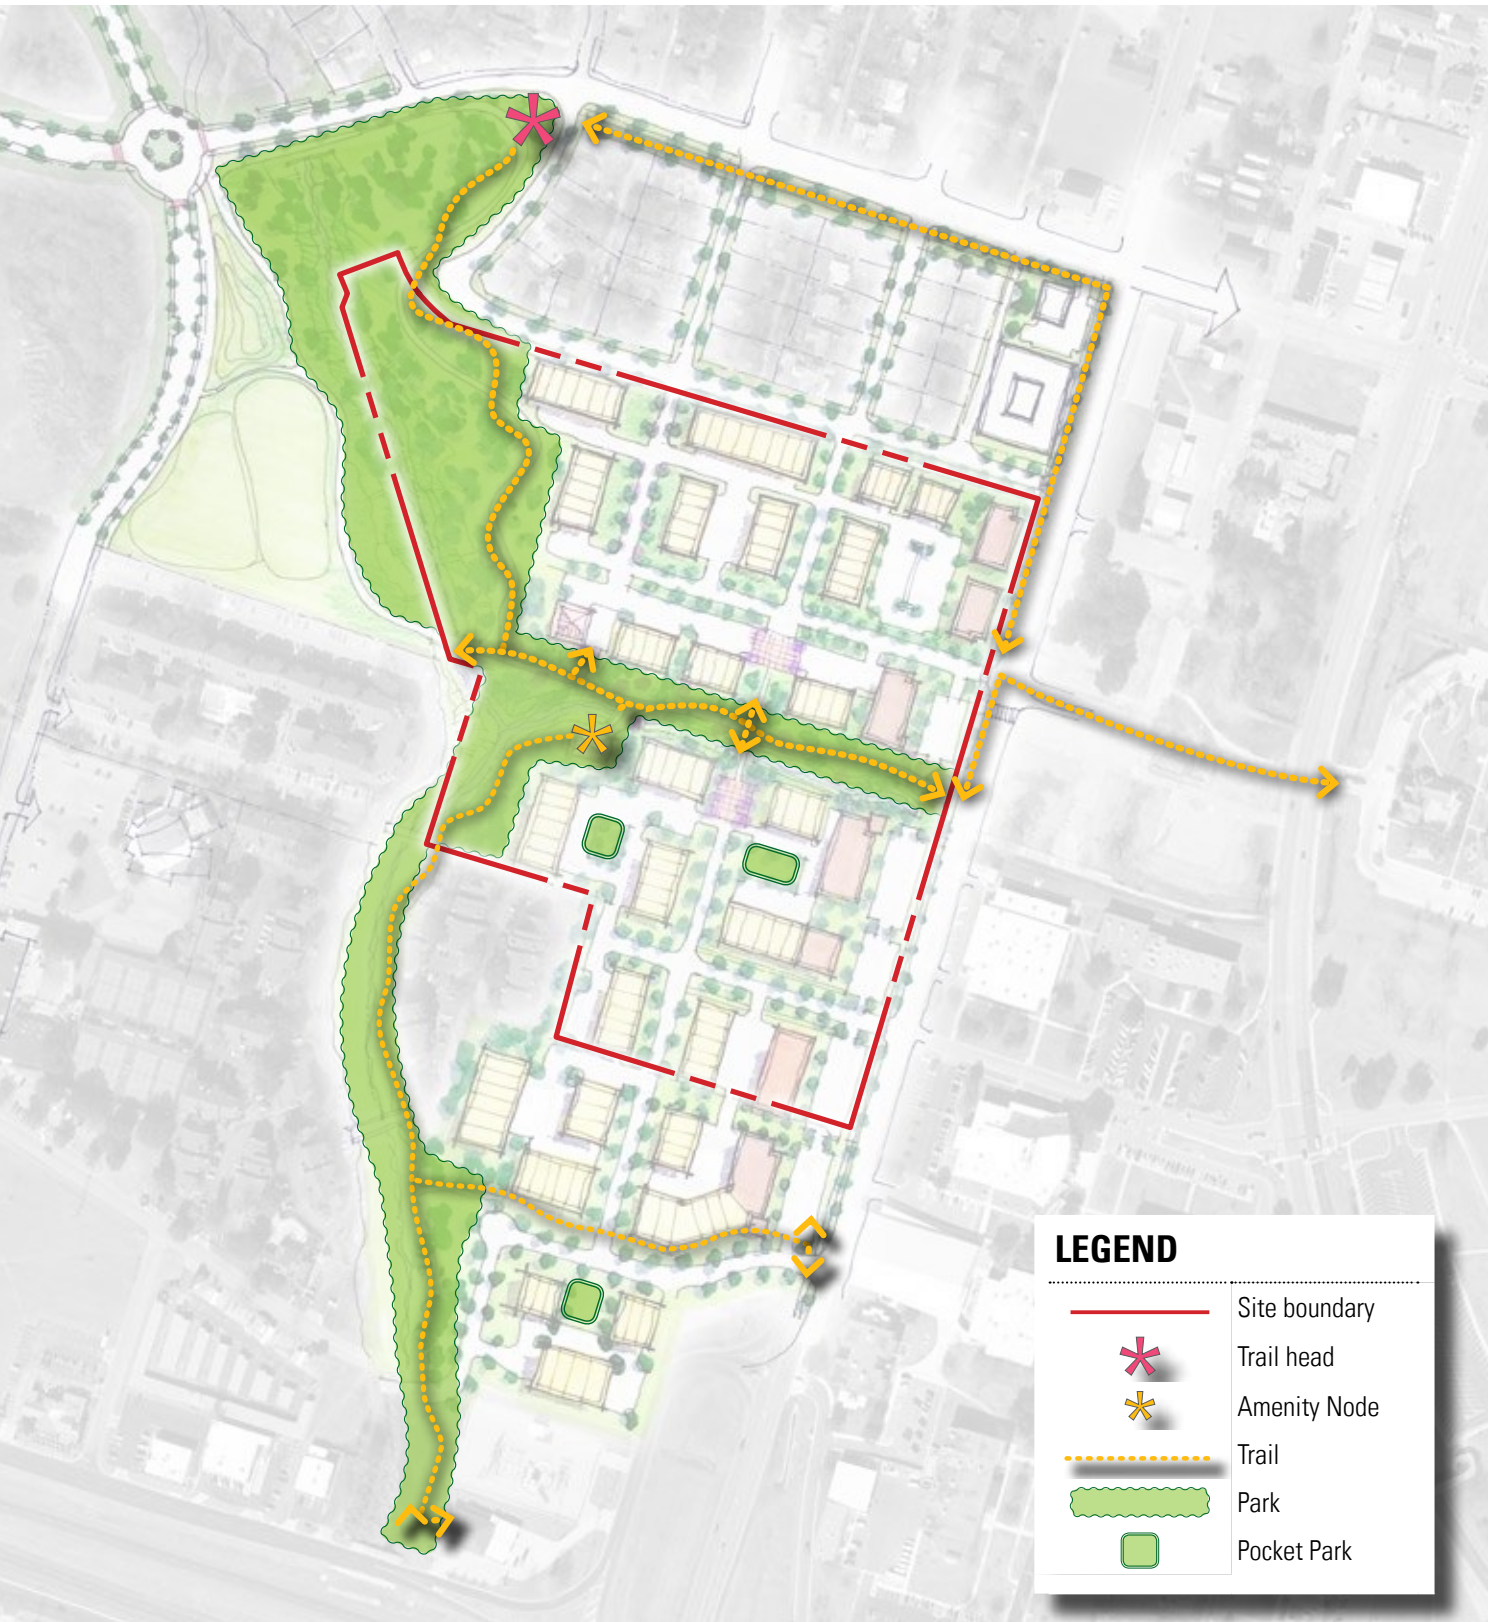 LEGEND
Site boundary
Trail head
Amenity Node
Trail
Park
Pocket Park